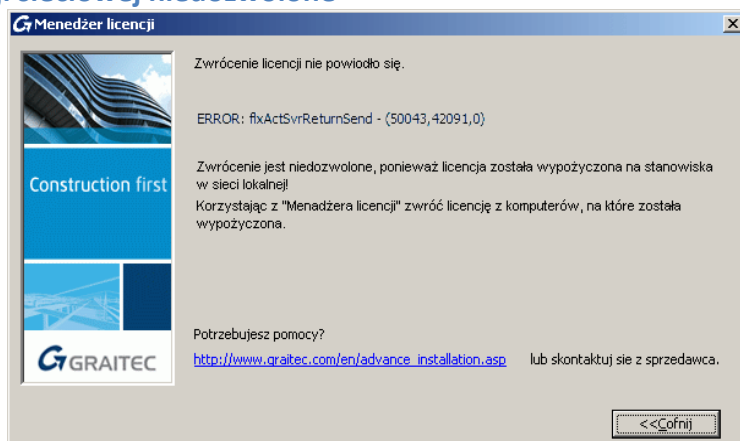 niedozwolone
Menedżer licencji
Zwrócenie licencji nie powiodło się.
ERROR: flxActSvrReturnSend - (50043,42091,0)
Zwrócenie jest niedozwolone, ponieważ licencja została wypożyczona na stanowiska
w sieci lokalnej!
Korzystając z "Menadżera licencji" zwróć licencję z komputerów, na które została
wypożyczona.
Construction first
Potrzebujesz pomocy?
http://www.graitec.com/en/advance_installation.asp lub skontaktuj sie z sprzedawca.
GRAITEC
<<Cofnij